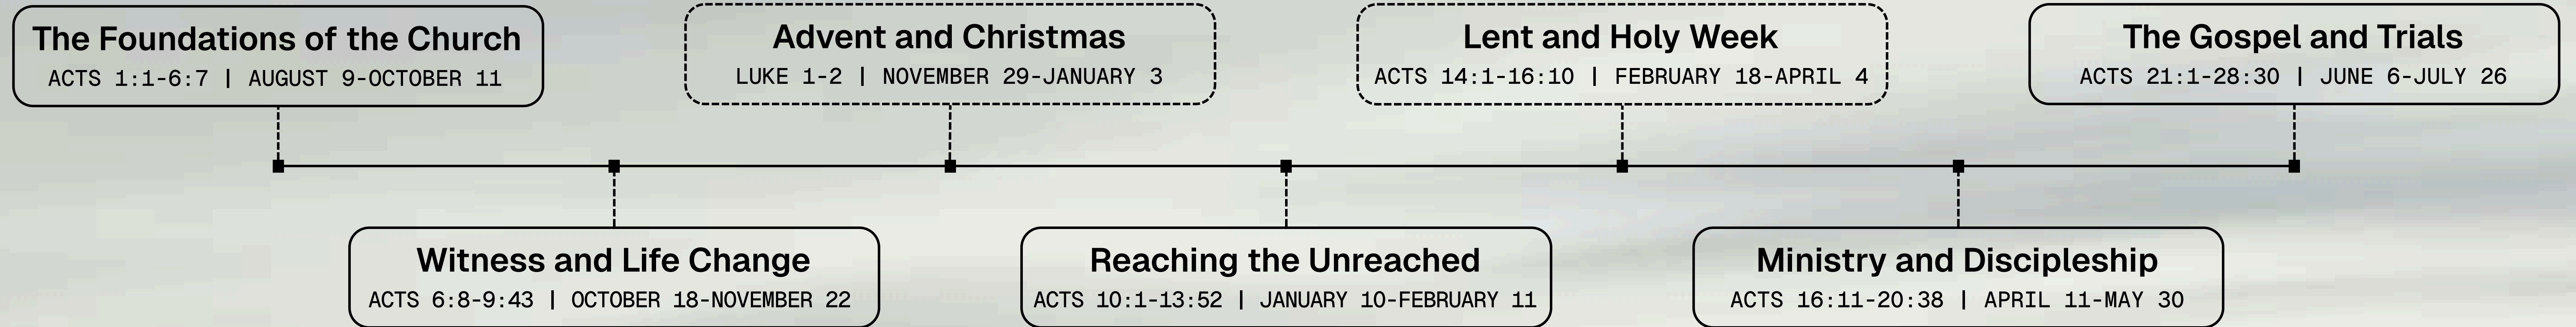 The Foundations of the Church
ACTS 1:1-6:7 | AUGUST 9-OCTOBER 11
Advent and Christmas
LUKE 1-2 | NOVEMBER 29-JANUARY 3
Lent and Holy Week
ACTS 14:1-16:10 | FEBRUARY 18-APRIL 4
The Gospel and Trials
ACTS 21:1-28:30 | JUNE 6-JULY 26
Witness and Life Change
ACTS 6:8-9:43 | OCTOBER 18-NOVEMBER 22
Reaching the Unreached
ACTS 10:1-13:52 | JANUARY 10-FEBRUARY 11
Ministry and Discipleship
ACTS 16:11-20:38 | APRIL 11-MAY 30